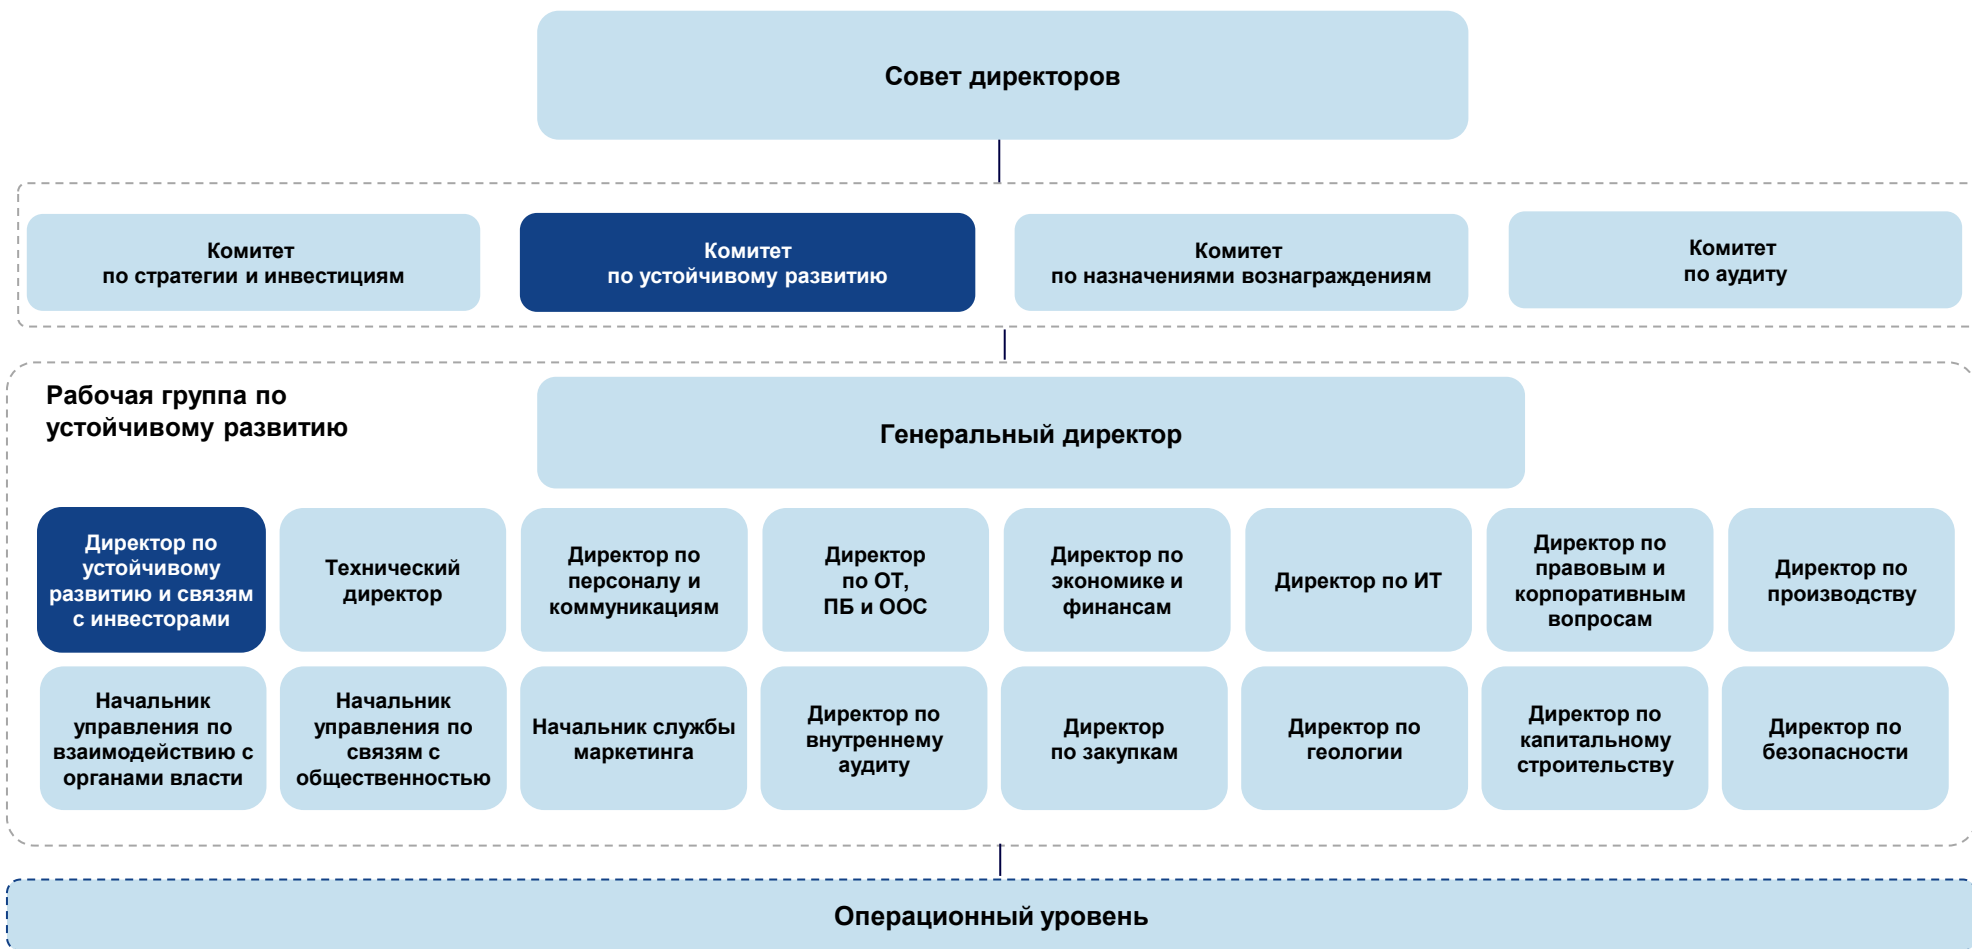 Совет директоров
Комитет
по стратегии и инвестициям
Комитет
по устойчивому развитию
Комитет
по назначениями вознаграждениям
Комитет
по аудиту
Рабочая группа по
устойчивому развитию
Генеральный директор
Директор по
устойчивому
развитию и связям
с инвесторами
Технический
директор
Директор по
персоналу и
коммуникациям
Директор
по ОТ,
ПБ и ООС
Директор по
экономике и
финансам
Директор по ИТ
Директор по
правовым и
корпоративным
вопросам
Директор по
производству
Начальник
управления по
взаимодействию с
органами власти
Начальник
управления по
связям с
общественностью
Начальник службы
маркетинга
Директор по
внутреннему
аудиту
Директор
по закупкам
Директор по
геологии
Директор по
капитальному
строительству
Директор по
безопасности
Операционный уровень